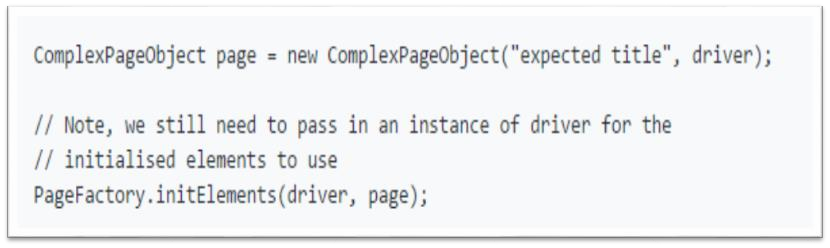 ComplexPageObject page = new ComplexPageObject("expected title", driver);
// Note, we still need to pass in an instance of driver for the
// initialised elements to use
PageFactory.initElements(driver, page);